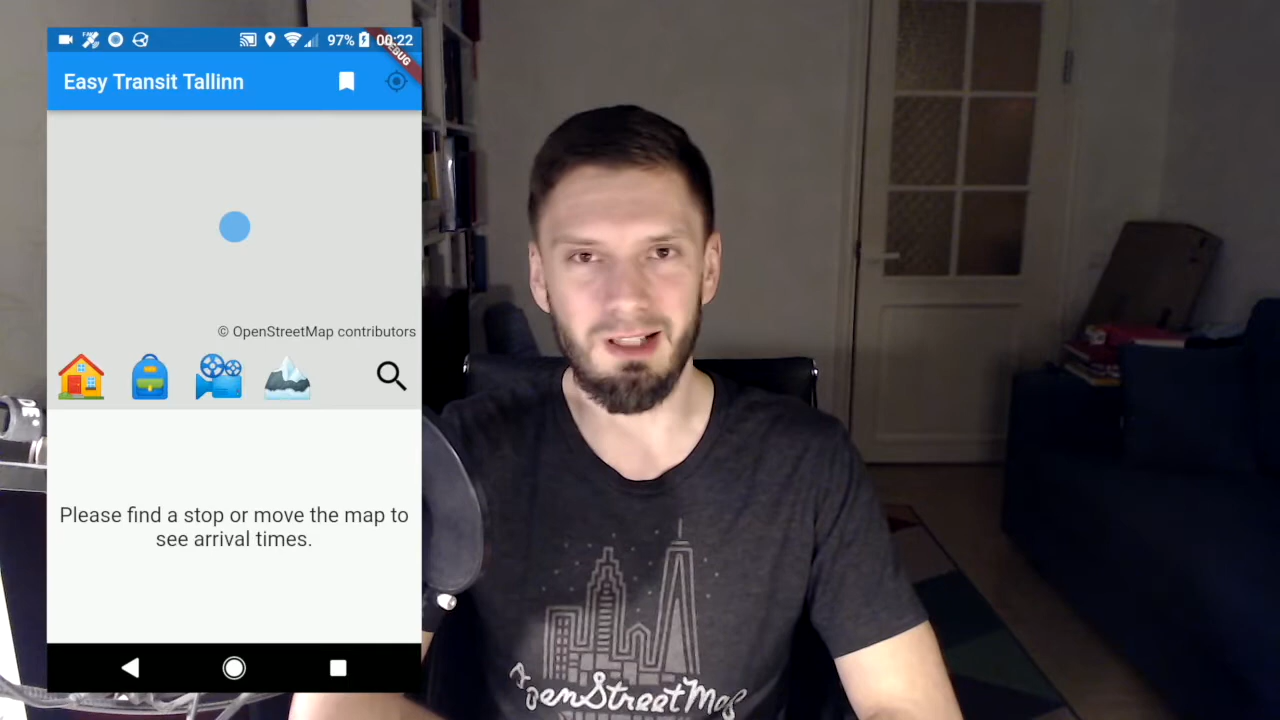 97% 00:22
DEBUG
Easy Transit Tallinn
© OpenStreetMap contributors
Please find a stop or move the map to
see arrival times.
OpenStreetMap